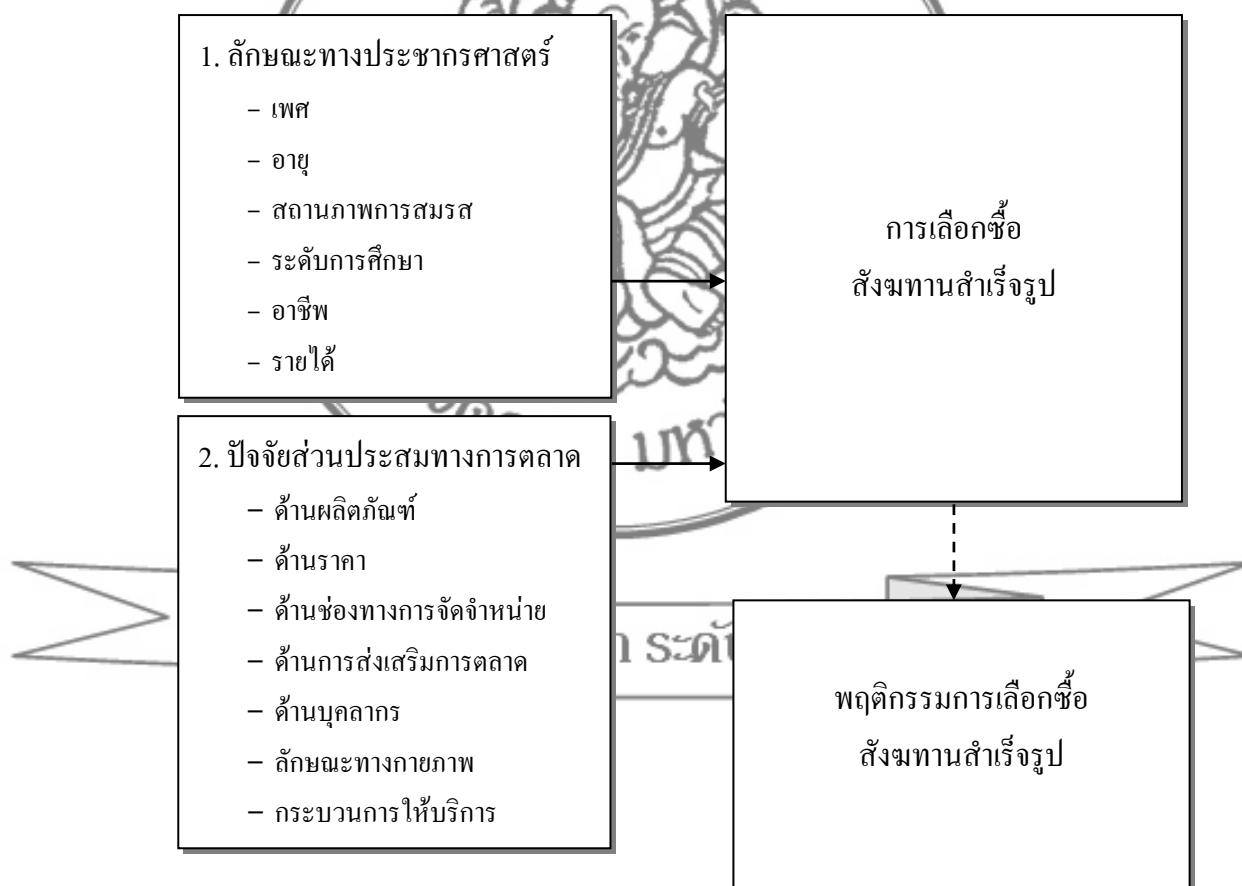 1. ลักษณะทางประชากรศาสตร์
– เพศ
– อายุ
– สถานภาพการสมรส
– ระดับการศึกษา
– อาชีพ
– รายได้
การเลือกซื้อ
สังฆทานสำเร็จรูป
2. ปัจจัยส่วนประสมทางการตลาด
– ด้านผลิตภัณฑ์
– ด้านราคา
– ด้านช่องทางการจัดจำหน่าย
– ด้านการส่งเสริมการตลาด
– ด้านบุคลากร
– ลักษณะทางกายภาพ
– กระบวนการให้บริการ
พฤติกรรมการเลือกซื้อ
สังฆทานสำเร็จรูป